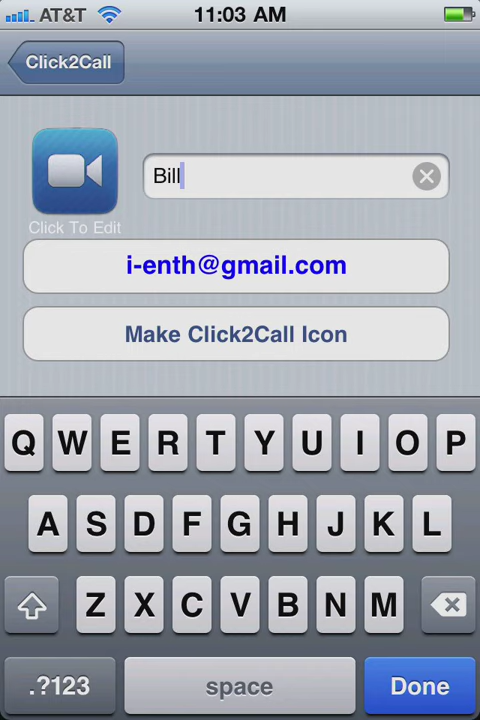 AT&T 11:03 AM
Click2Call
Bill
Click To Edit
i-enth@gmail.com
Make Click2Call Icon
Q W E R T Y U I O P
A S D F G H J K L
Z X C V B N M
.?123 space Done